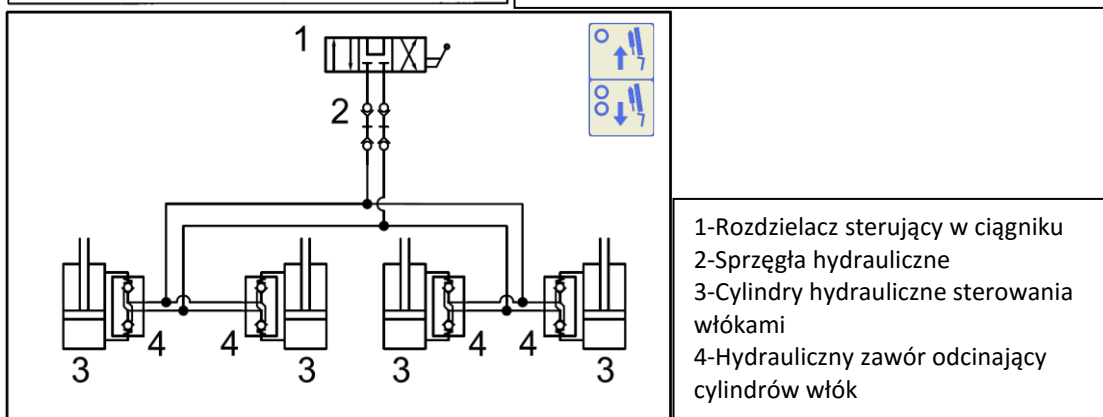 1
2
3 4 4 3 3 4 4 3
1-Rozdzielacz sterujący w ciągniku
2-Sprzęgła hydrauliczne
3-Cylindry hydrauliczne sterowania
włókami
4-Hydrauliczny zawór odcinający
cylindrów włók